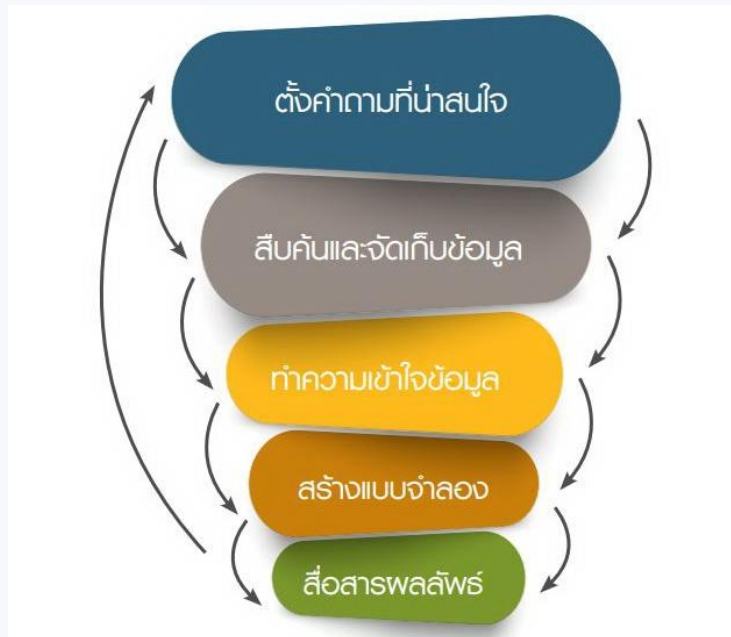 ตั้งคำถามที่น่าสนใจ
สืบค้นและจัดเก็บข้อมูล
ทำความเข้าใจข้อมูล
สร้างแบบจำลอง
สื่อสารผลลัพธ์